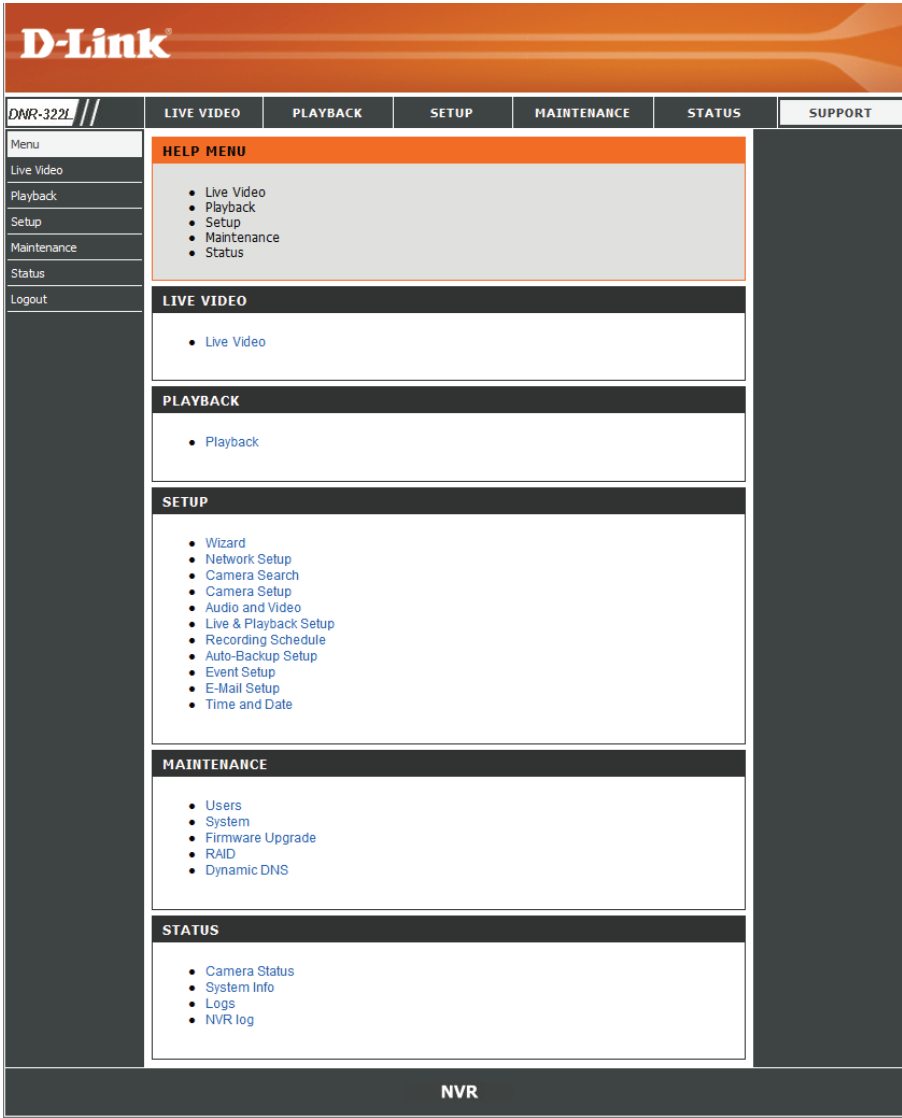 D-Link
DNR-322L
LIVE VIDEO
PLAYBACK
SETUP
MAINTENANCE
STATUS
SUPPORT
Menu
Live Video
Playback
Setup
Maintenance
Status
Logout
HELP MENU
• Live Video
• Playback
• Setup
• Maintenance
• Status
LIVE VIDEO
• Live Video
PLAYBACK
• Playback
SETUP
• Wizard
• Network Setup
• Camera Search
• Camera Setup
• Audio and Video
• Live & Playback Setup
• Recording Schedule
• Auto-Backup Setup
• Event Setup
• E-Mail Setup
• Time and Date
MAINTENANCE
• Users
• System
• Firmware Upgrade
• RAID
• Dynamic DNS
STATUS
• Camera Status
• System Info
• Logs
• NVR log
NVR